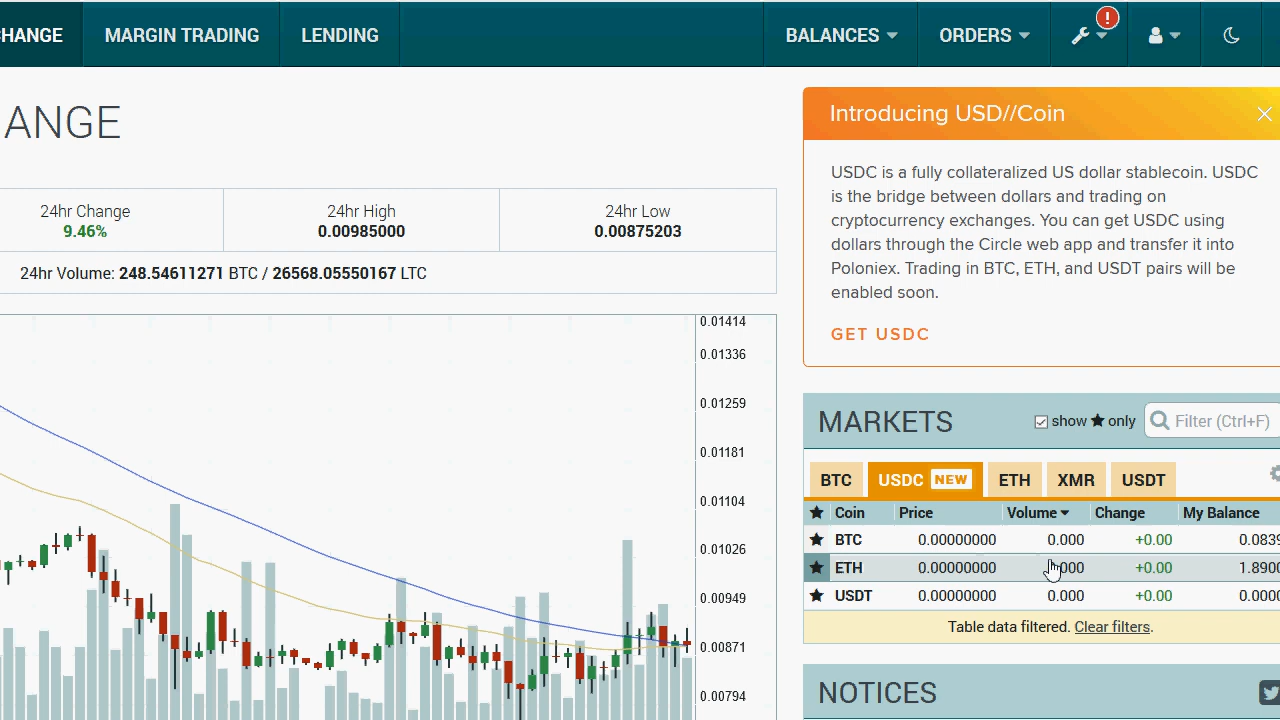 HANGE MARGIN TRADING LENDING BALANCES ORDERS !
ANGE
24hr Change 24hr High 24hr Low
9.46% 0.00985000 0.00875203
24hr Volume: 248.54611271 BTC / 26568.05550167 LTC
0.01414
0.01336
0.01259
0.01181
0.01104
0.01026
0.00949
0.00871
0.00794
Introducing USD//Coin
USDC is a fully collateralized US dollar stablecoin. USDC
is the bridge between dollars and trading on
cryptocurrency exchanges. You can get USDC using
dollars through the Circle web app and transfer it into
Poloniex. Trading in BTC, ETH, and USDT pairs will be
enabled soon.
GET USDC
MARKETS show ★ only Filter (Ctrl+F)
BTC USDC NEW ETH XMR USDT
★ Coin Price Volume Change My Balance
★ BTC 0.00000000 0.000 +0.00 0.0839
★ ETH 0.00000000 000 +0.00 1.8900
★ USDT 0.00000000 0.000 +0.00 0.0000
Table data filtered. Clear filters.
NOTICES